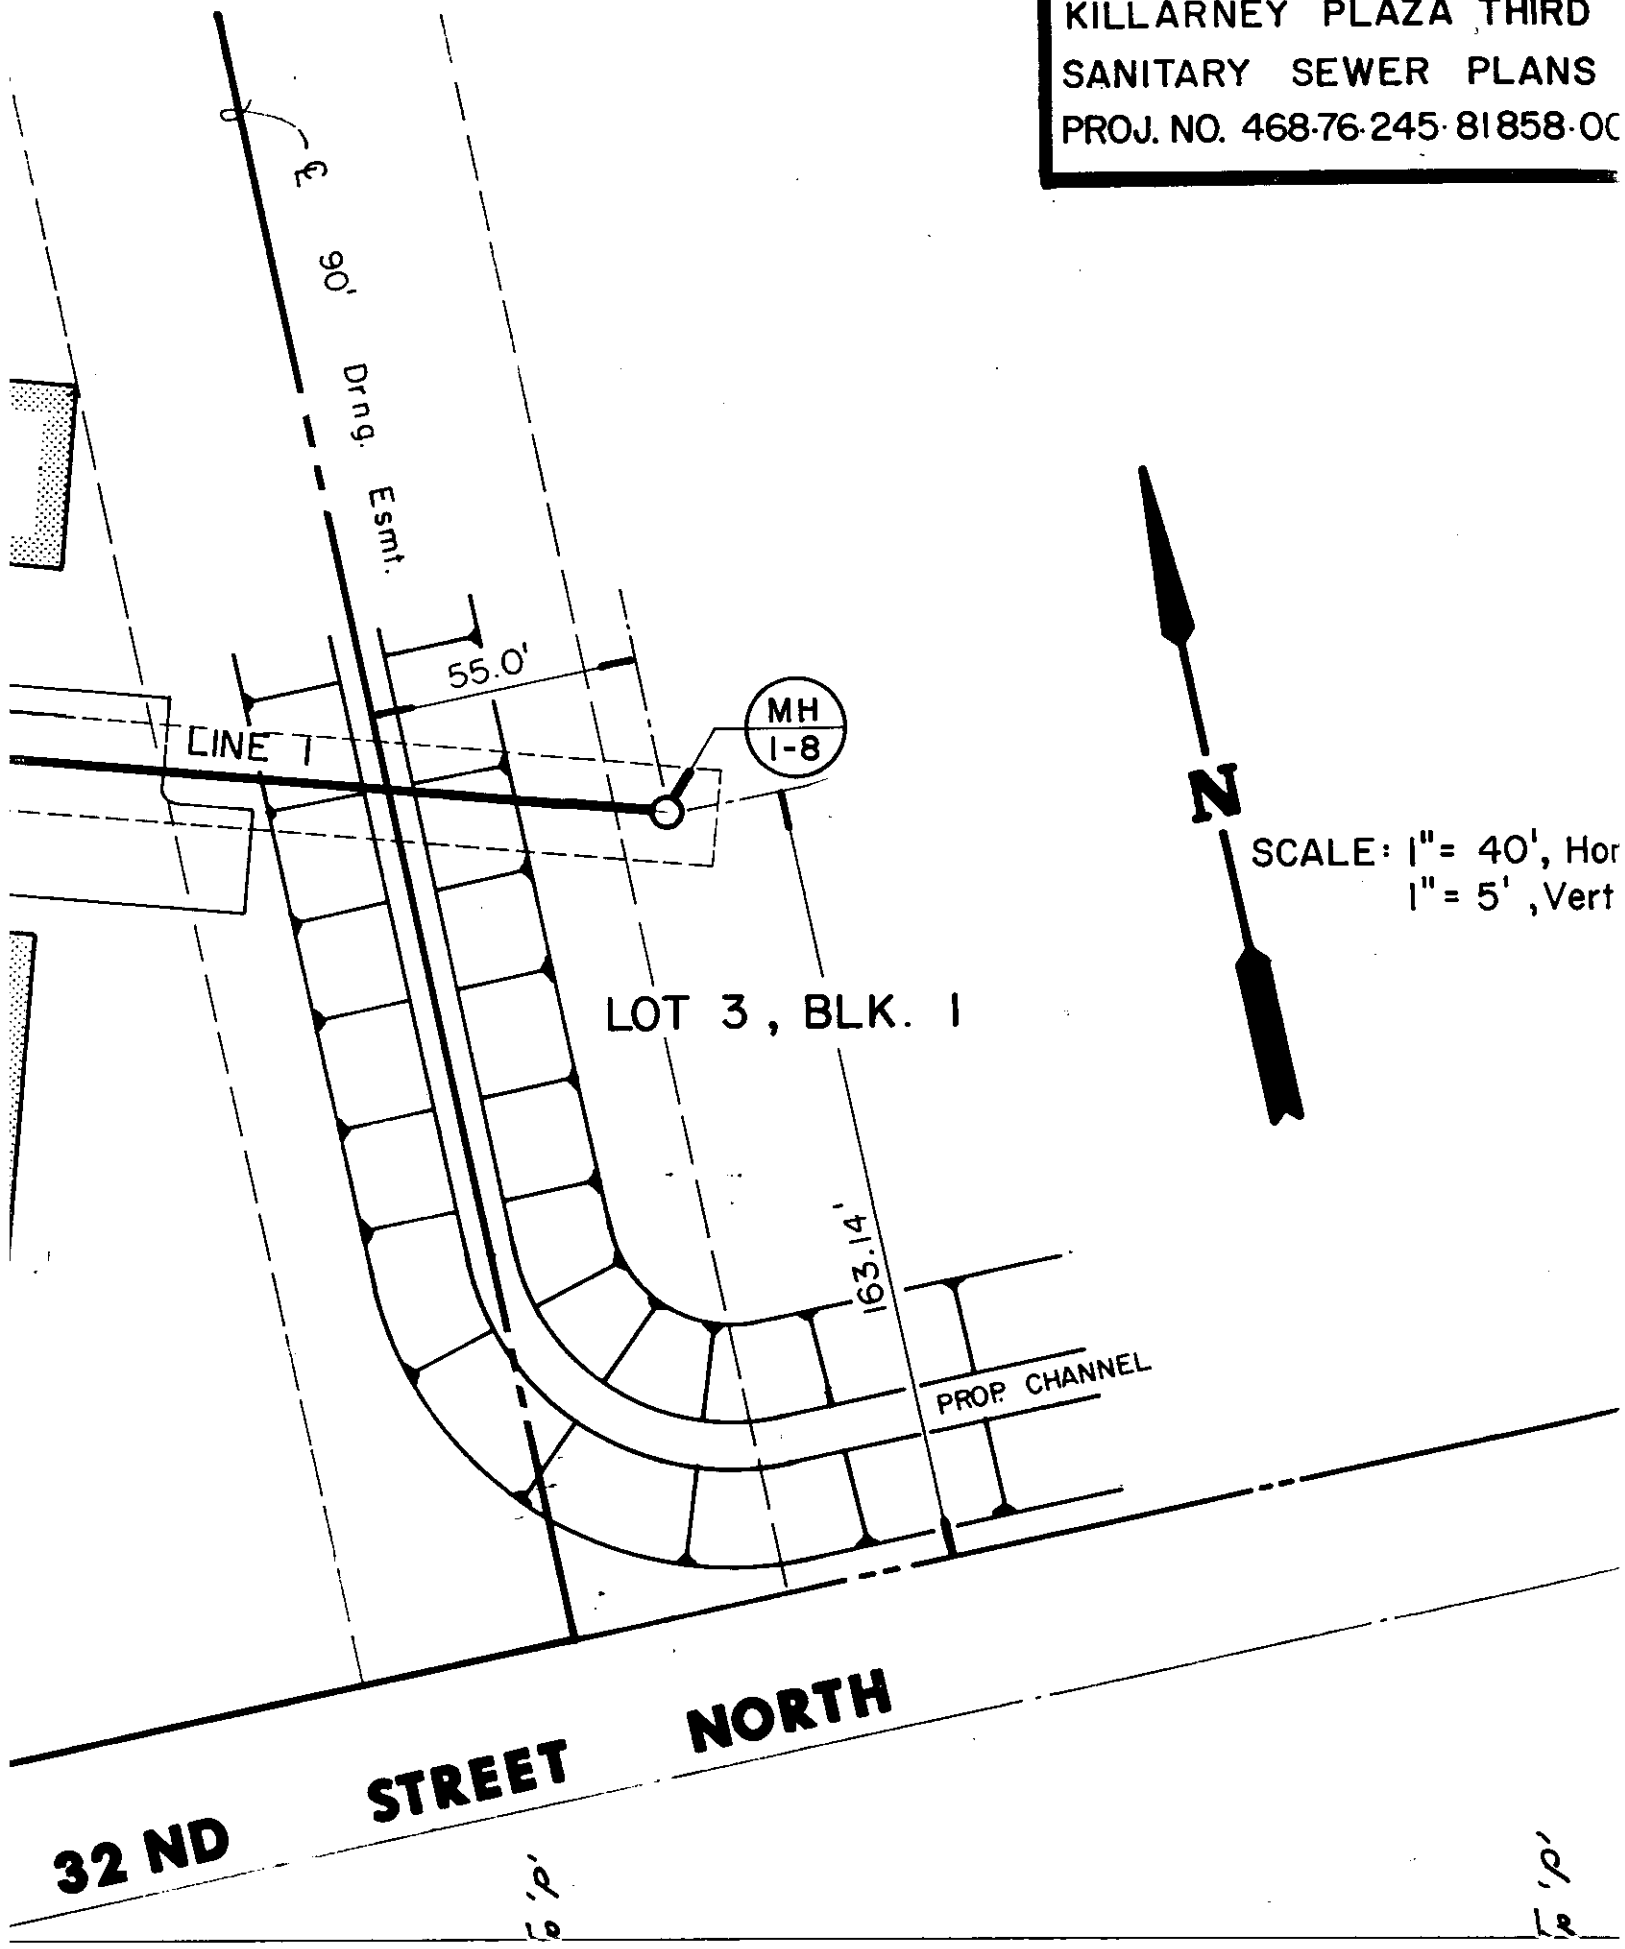 KILLARNEY PLAZA THIRD
SANITARY SEWER PLANS
PROJ. NO. 468-76-245-81858-00
℄ 90' Drng. Esmt.
55.0'
MH
1-8
LINE 1
N
SCALE: 1" = 40', Hor
1" = 5', Vert
LOT 3, BLK. 1
163.14'
PROP. CHANNEL
32 ND STREET NORTH